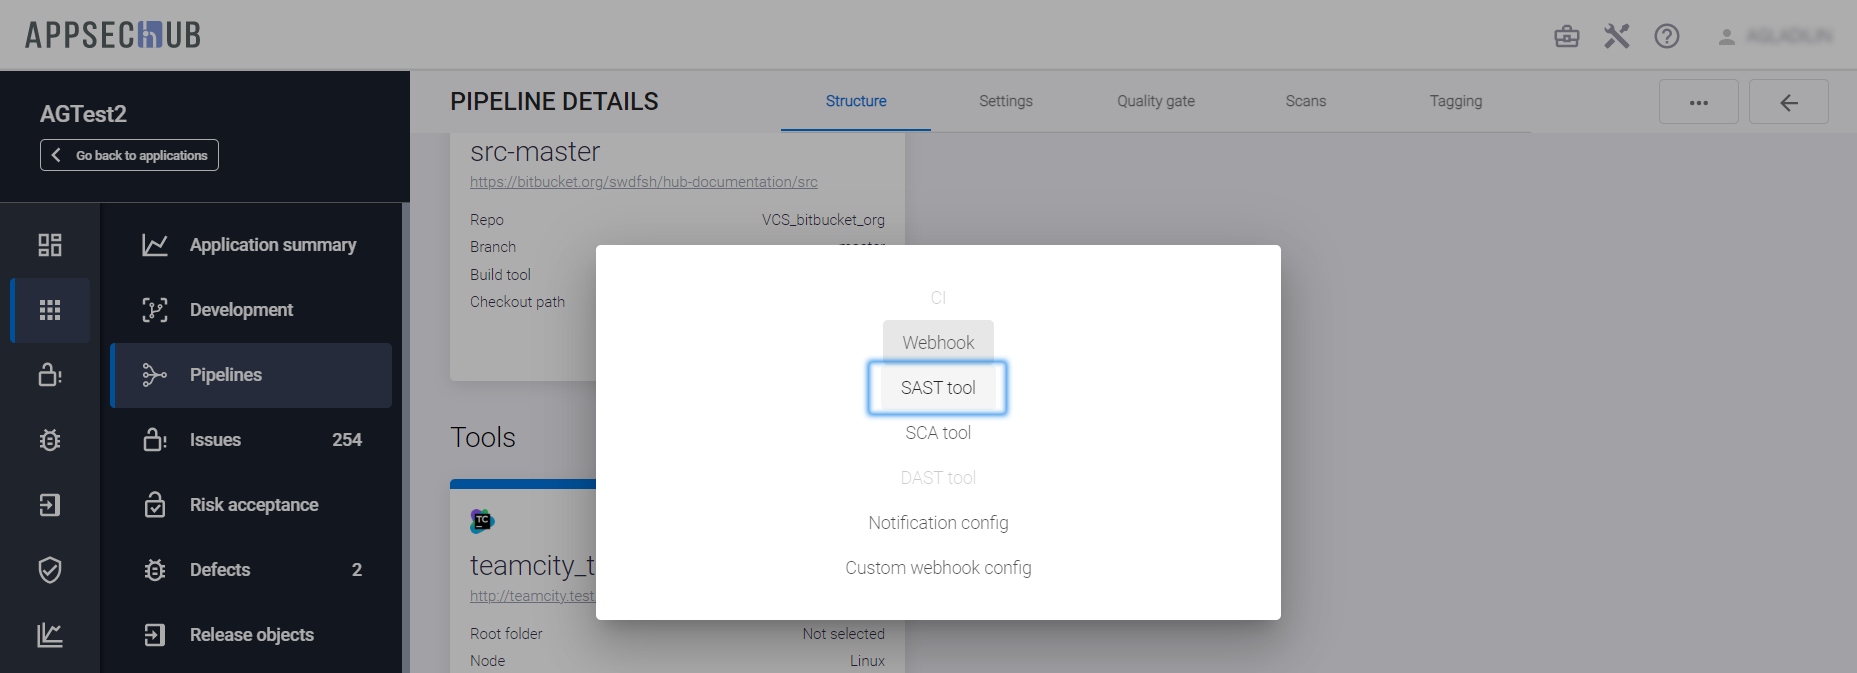 APPSECHUB
AGTest2
Go back to applications
Application summary
Development
Pipelines
Issues 254
Risk acceptance
Defects 2
Release objects
PIPELINE DETAILS
Structure
Settings
Quality gate
Scans
Tagging
src-master
https://bitbucket.org/swdfsh/hub-documentation/src
Repo VCS_bitbucket_org
Branch master
Build tool
Checkout path
Tools
TC
teamcity_t
http://teamcity.test
Root folder Not selected
Node Linux
CI
Webhook
SAST tool
SCA tool
DAST tool
Notification config
Custom webhook config